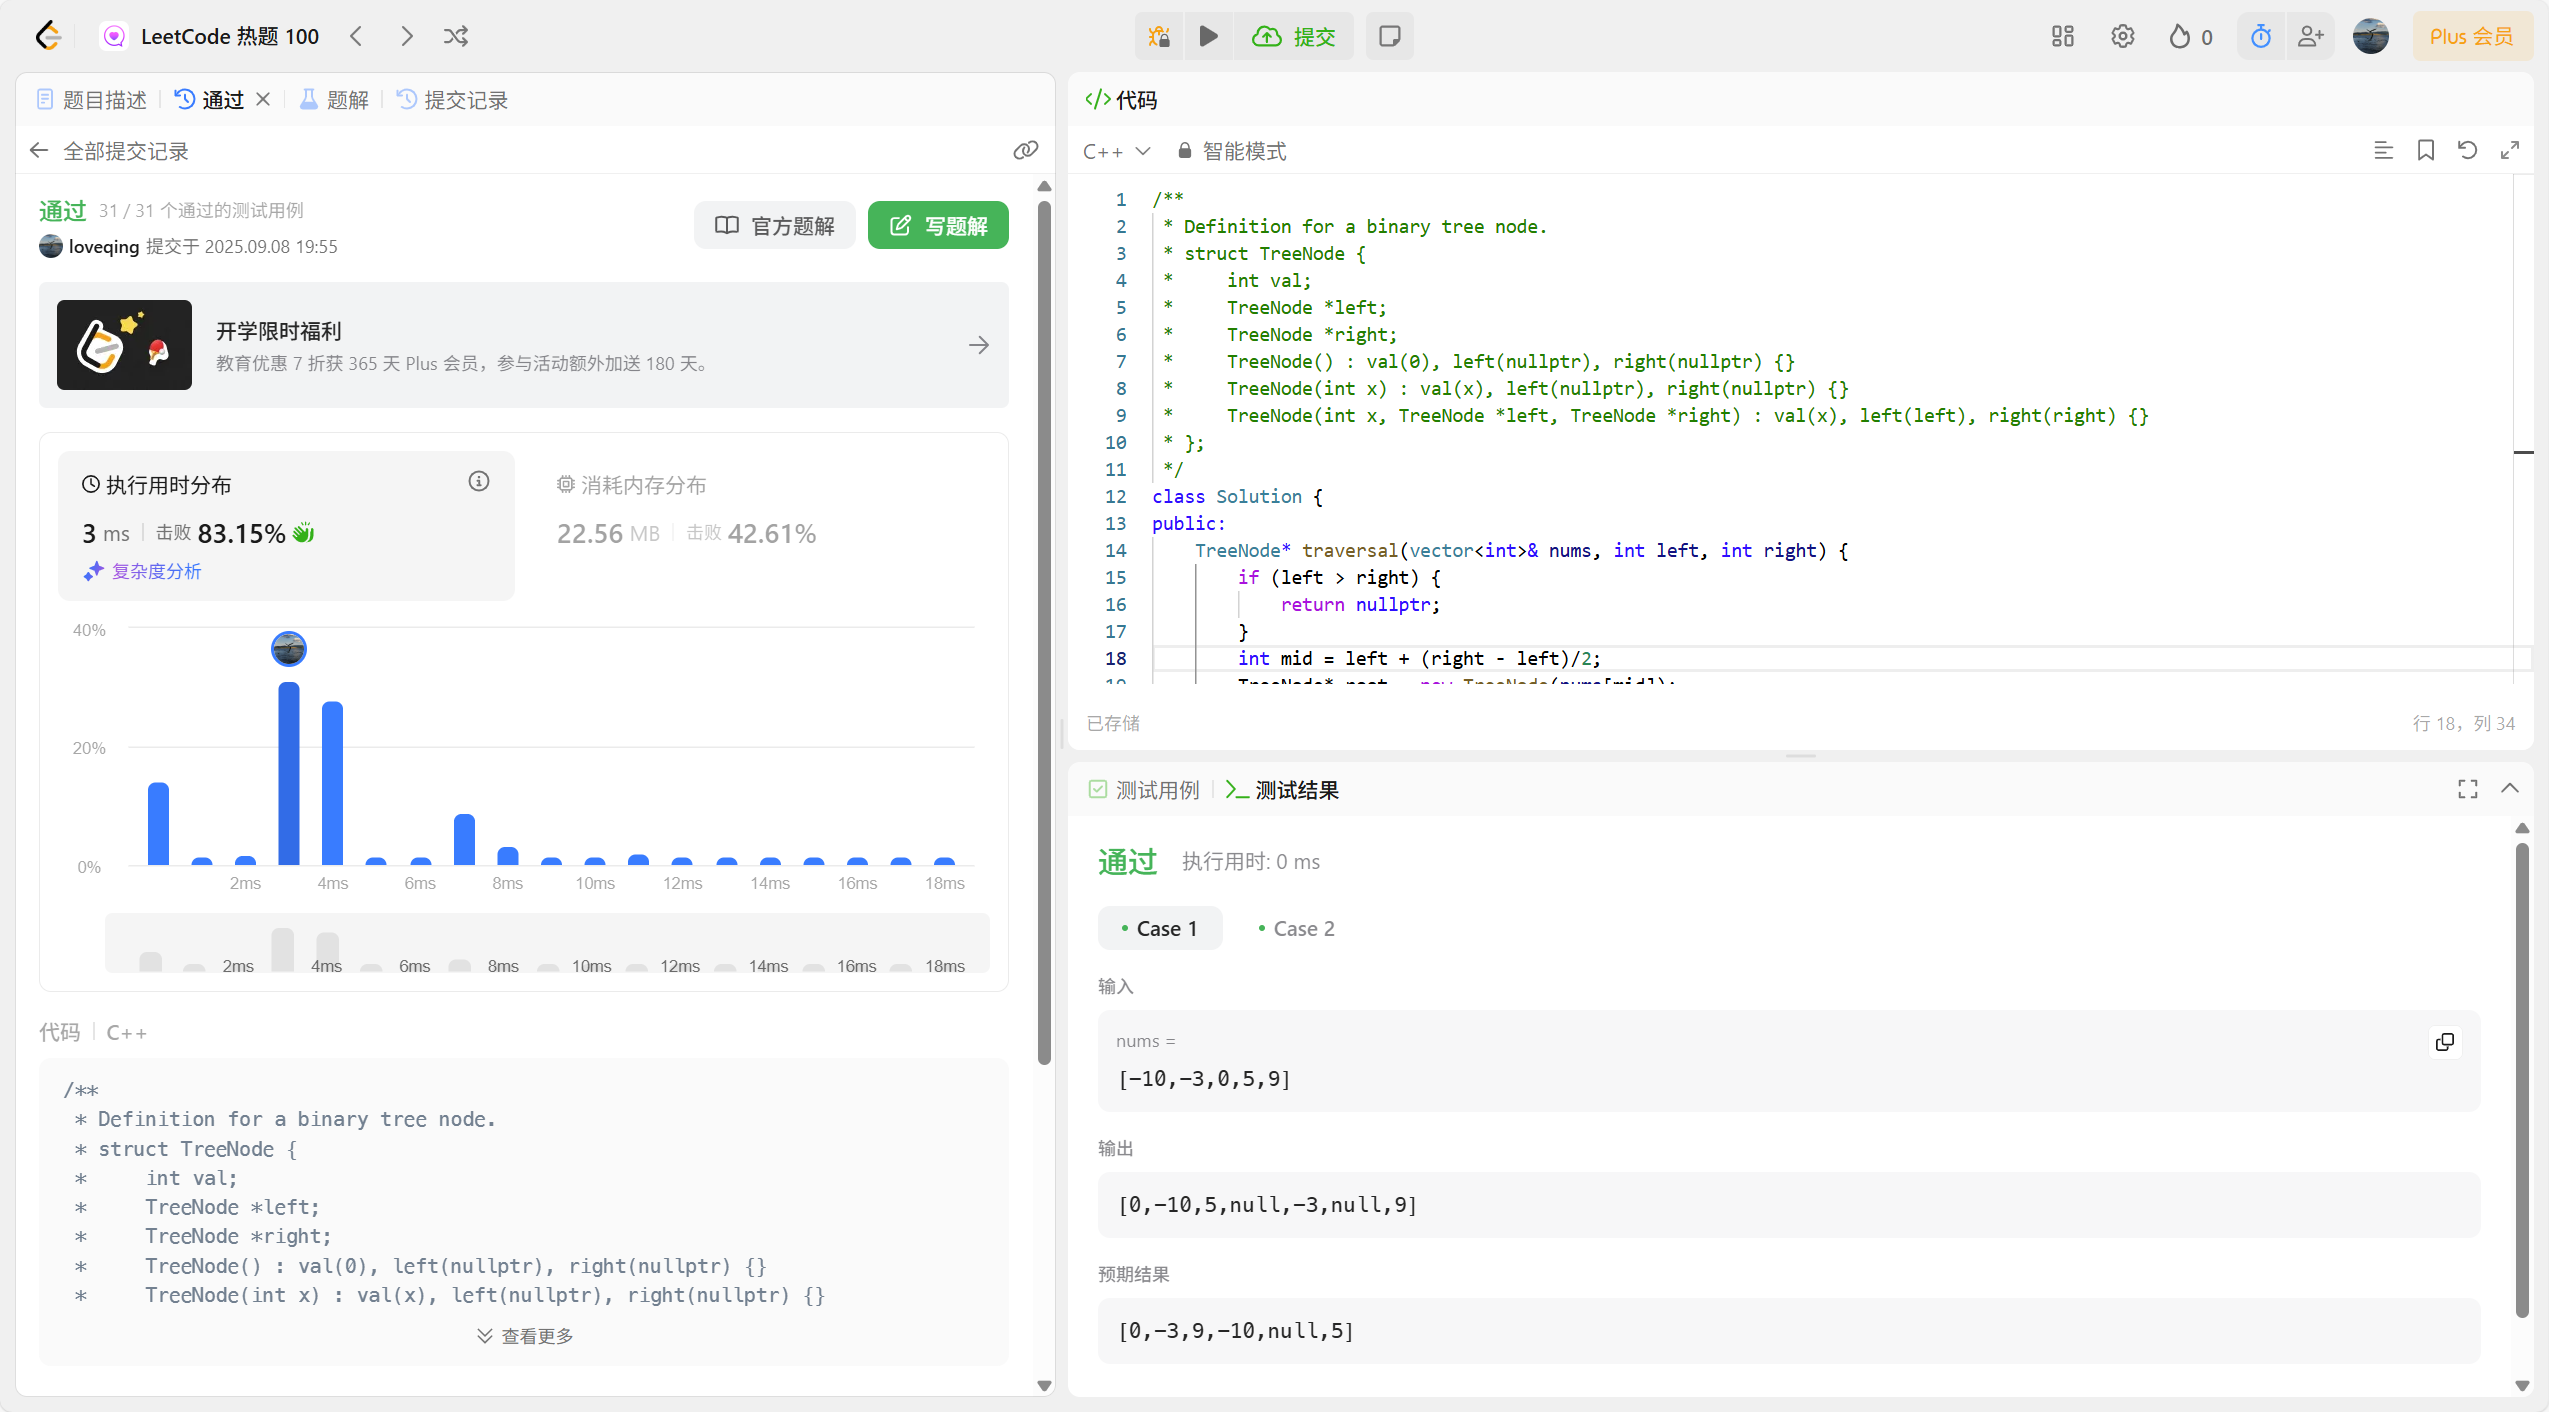 LeetCode 热题 100
提交
0
Plus 会员
题目描述
通过
题解
提交记录
全部提交记录
通过 31 / 31 个通过的测试用例
loveqing 提交于 2025.09.08 19:55
官方题解
写题解
开学限时福利
教育优惠 7 折获 365 天 Plus 会员，参与活动额外加送 180 天。
执行用时分布
3 ms 击败 83.15%
复杂度分析
消耗内存分布
22.56 MB 击败 42.61%
40%
20%
0%
2ms 4ms 6ms 8ms 10ms 12ms 14ms 16ms 18ms
2ms 4ms 6ms 8ms 10ms 12ms 14ms 16ms 18ms
代码 C++
/**
 * Definition for a binary tree node.
 * struct TreeNode {
 *     int val;
 *     TreeNode *left;
 *     TreeNode *right;
 *     TreeNode() : val(0), left(nullptr), right(nullptr) {}
 *     TreeNode(int x) : val(x), left(nullptr), right(nullptr) {}
查看更多
</> 代码
C++ 智能模式
1 /**
2  * Definition for a binary tree node.
3  * struct TreeNode {
4  *     int val;
5  *     TreeNode *left;
6  *     TreeNode *right;
7  *     TreeNode() : val(0), left(nullptr), right(nullptr) {}
8  *     TreeNode(int x) : val(x), left(nullptr), right(nullptr) {}
9  *     TreeNode(int x, TreeNode *left, TreeNode *right) : val(x), left(left), right(right) {}
10  * };
11  */
12 class Solution {
13 public:
14     TreeNode* traversal(vector<int>& nums, int left, int right) {
15         if (left > right) {
16             return nullptr;
17         }
18         int mid = left + (right - left)/2;
19         TreeNode* root = new TreeNode(nums[mid]);
已存储
行 18，列 34
测试用例
测试结果
通过 执行用时: 0 ms
Case 1
Case 2
输入
nums =
[-10,-3,0,5,9]
输出
[0,-10,5,null,-3,null,9]
预期结果
[0,-3,9,-10,null,5]